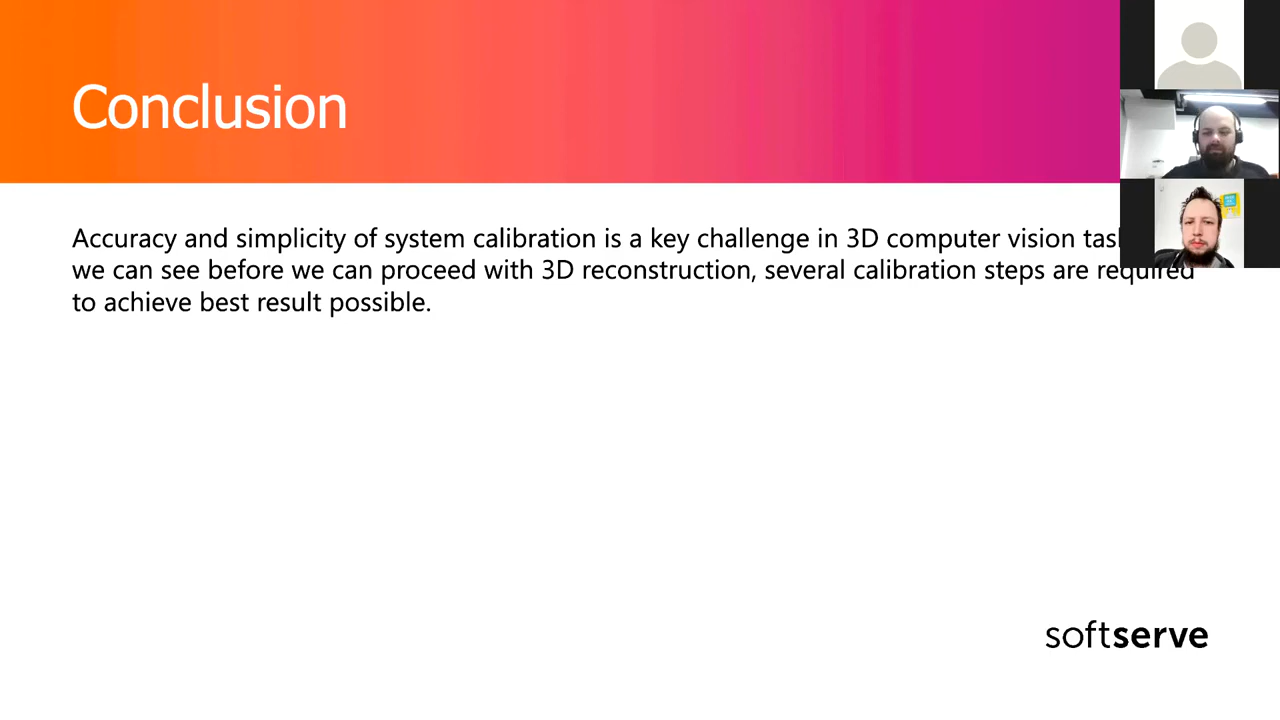 Conclusion
Accuracy and simplicity of system calibration is a key challenge in 3D computer vision
we can see before we can proceed with 3D reconstruction, several calibration steps are required
to achieve best result possible.
softserve